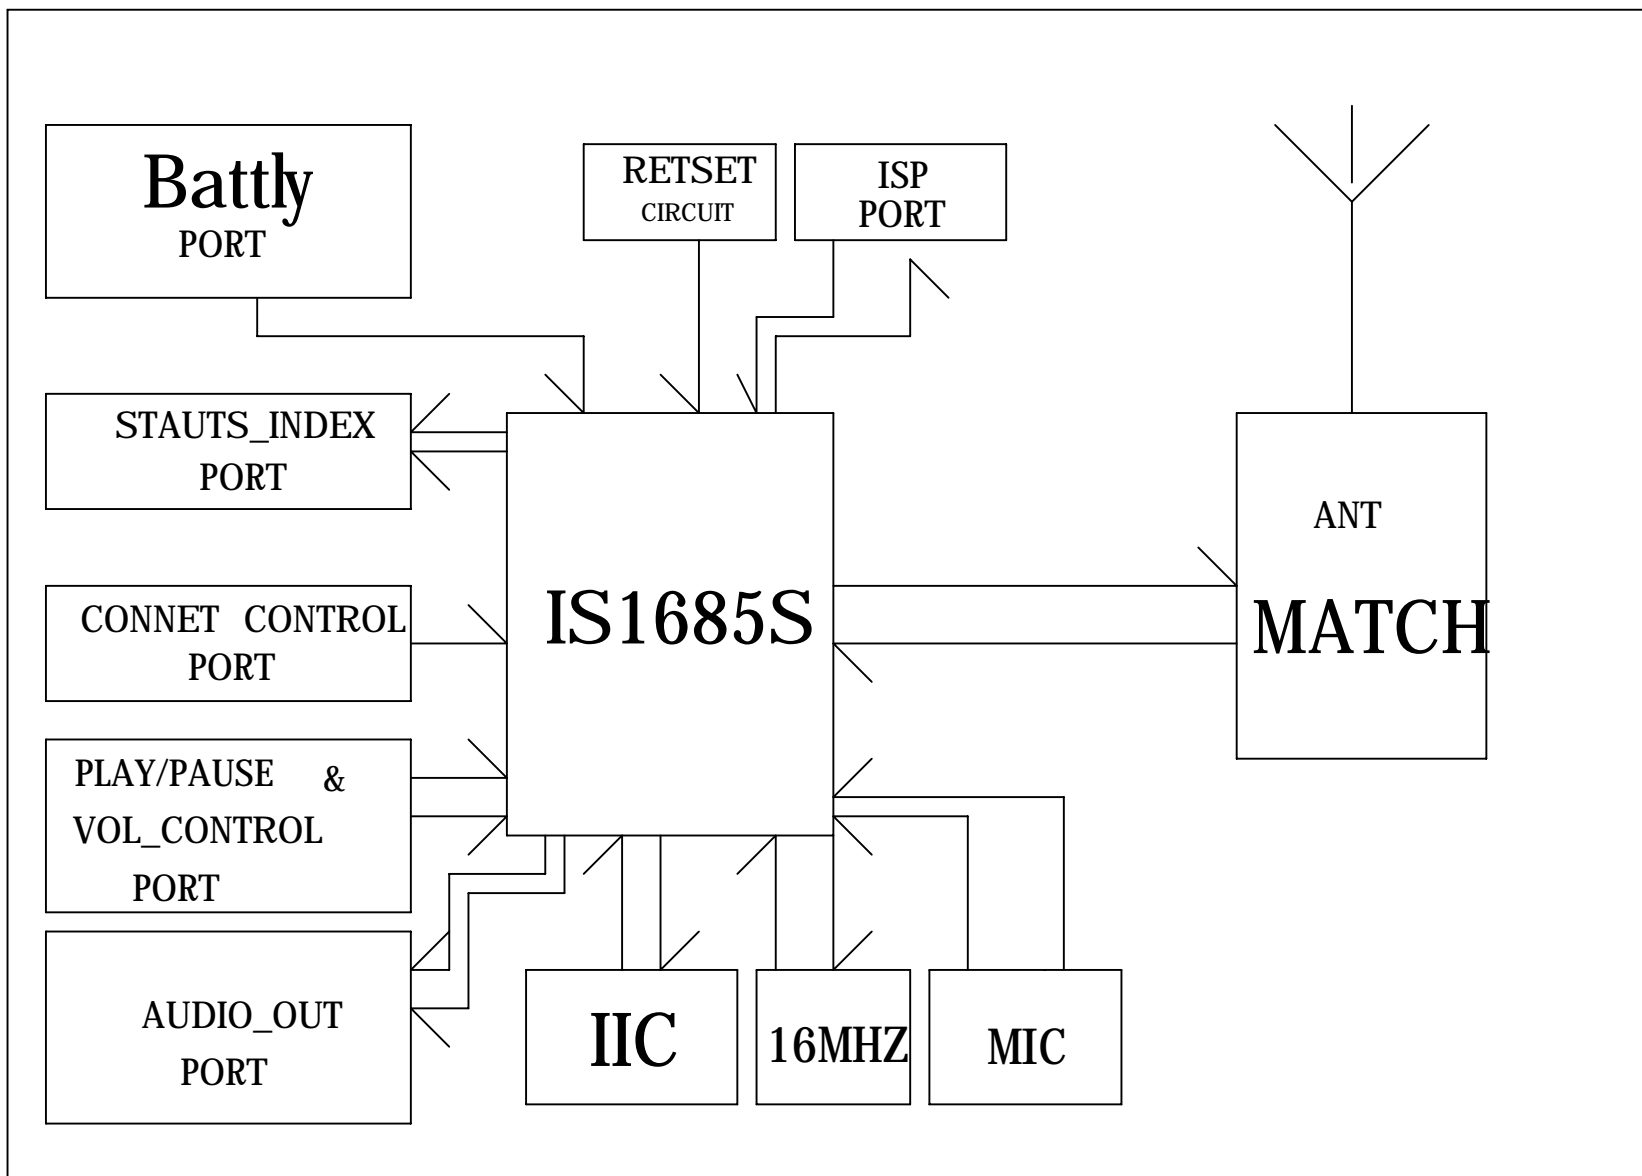 Battly
PORT
RETSET
CIRCUIT
ISP
PORT
STAUTS_INDEX
PORT
CONNET CONTROL
PORT
PLAY/PAUSE &
VOL_CONTROL
PORT
AUDIO_OUT
PORT
IS1685S
ANT
MATCH
IIC
16MHZ
MIC